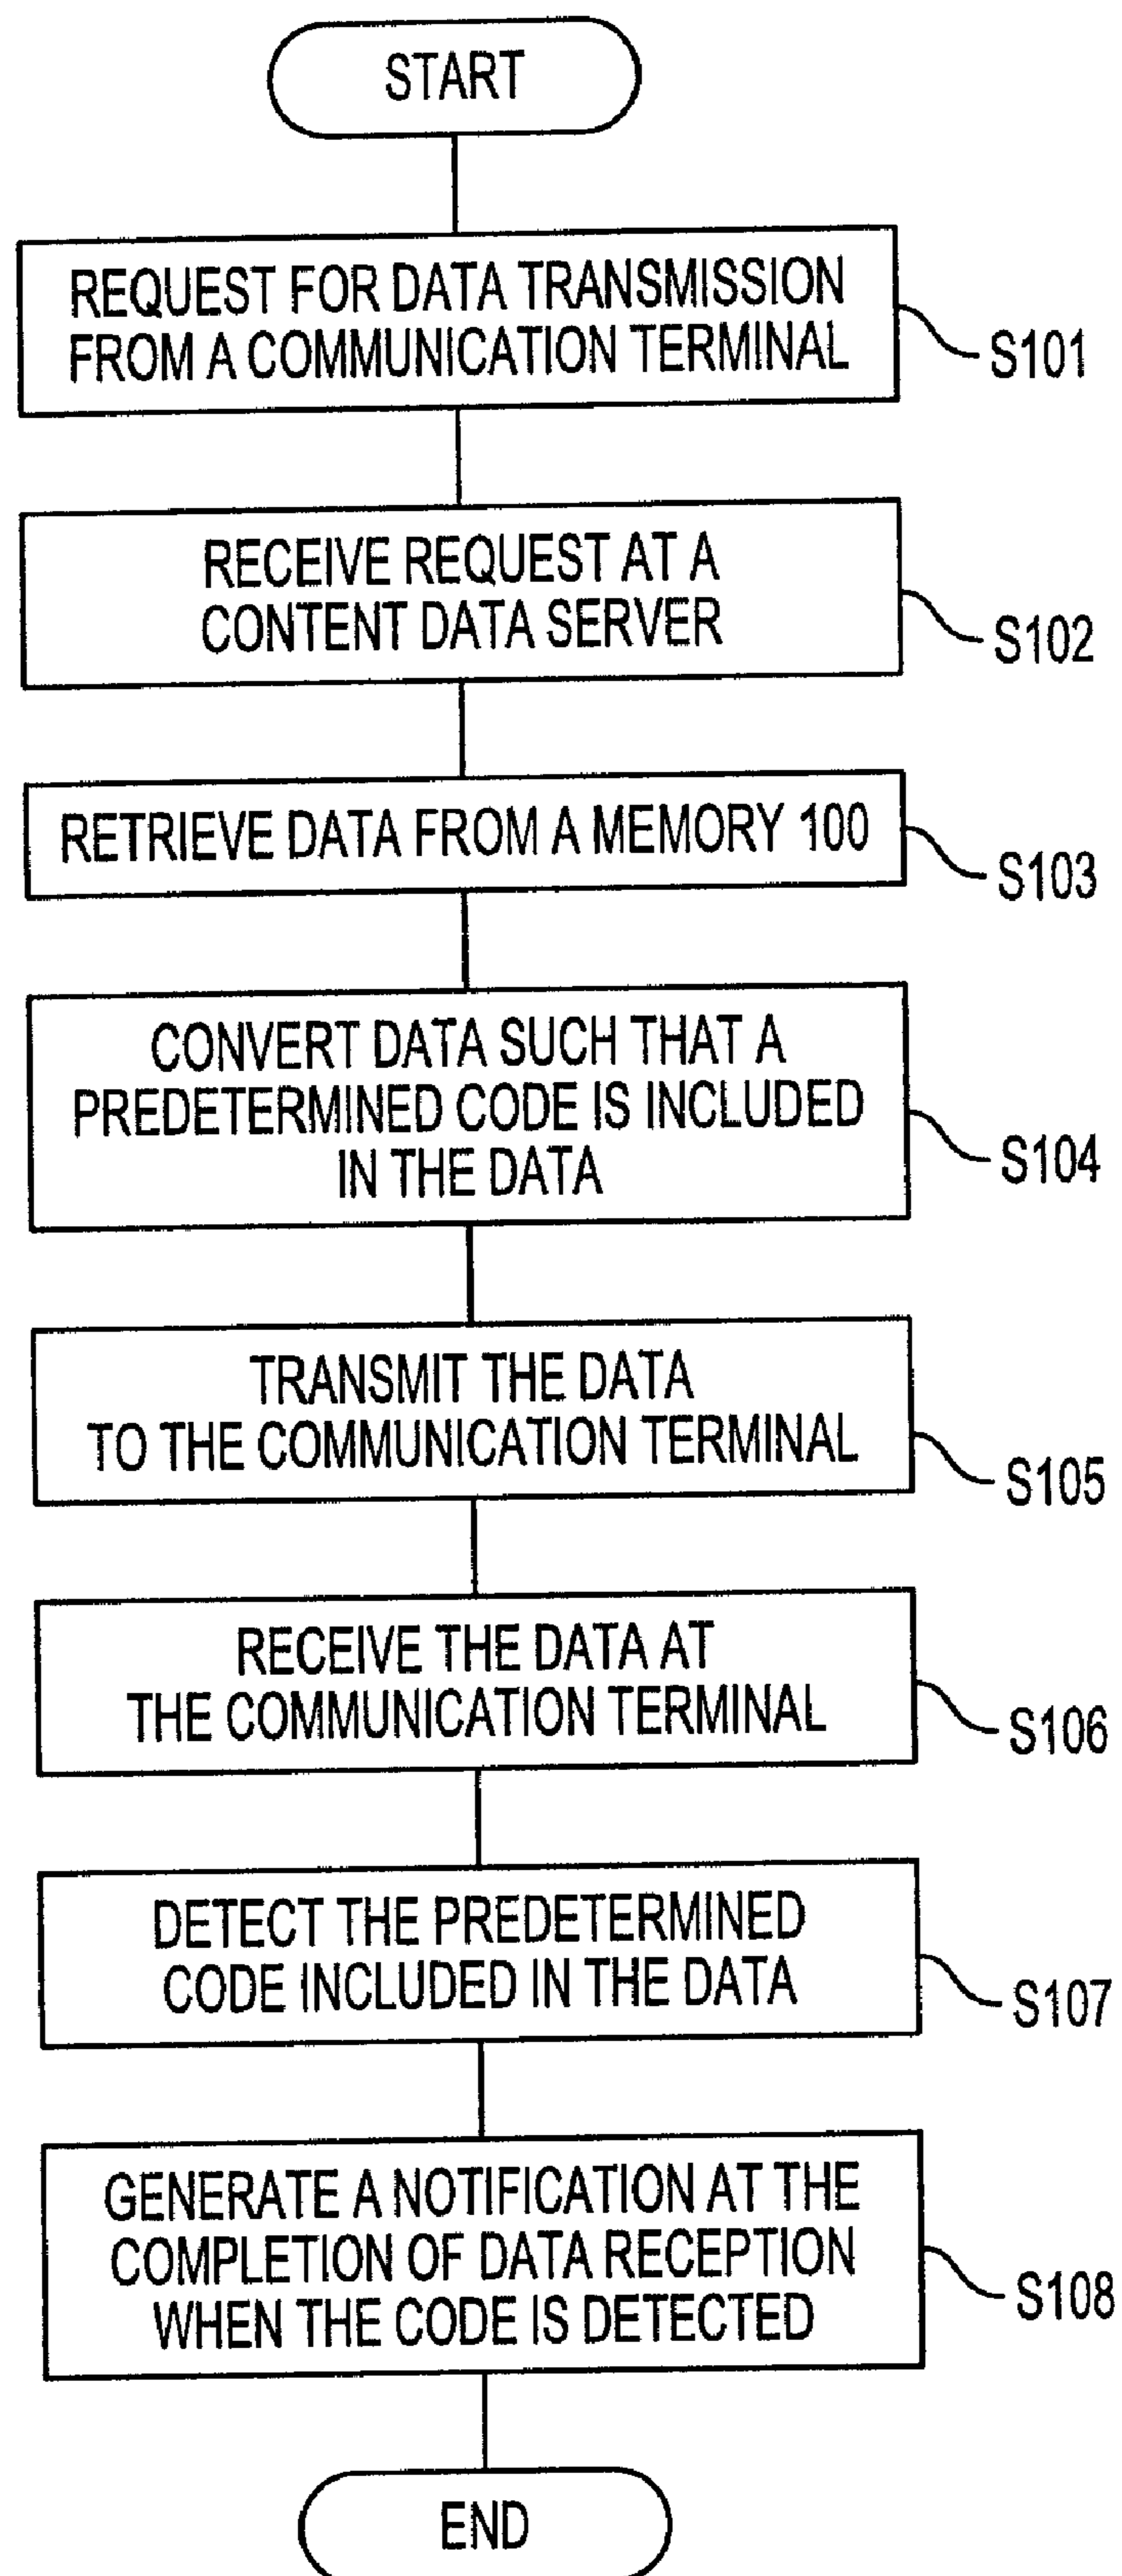 START
REQUEST FOR DATA TRANSMISSION
FROM A COMMUNICATION TERMINAL
S101
RECEIVE REQUEST AT A
CONTENT DATA SERVER
S102
RETRIEVE DATA FROM A MEMORY 100
S103
CONVERT DATA SUCH THAT A
PREDETERMINED CODE IS INCLUDED
IN THE DATA
S104
TRANSMIT THE DATA
TO THE COMMUNICATION TERMINAL
S105
RECEIVE THE DATA AT
THE COMMUNICATION TERMINAL
S106
DETECT THE PREDETERMINED
CODE INCLUDED IN THE DATA
S107
GENERATE A NOTIFICATION AT THE
COMPLETION OF DATA RECEPTION
WHEN THE CODE IS DETECTED
S108
END